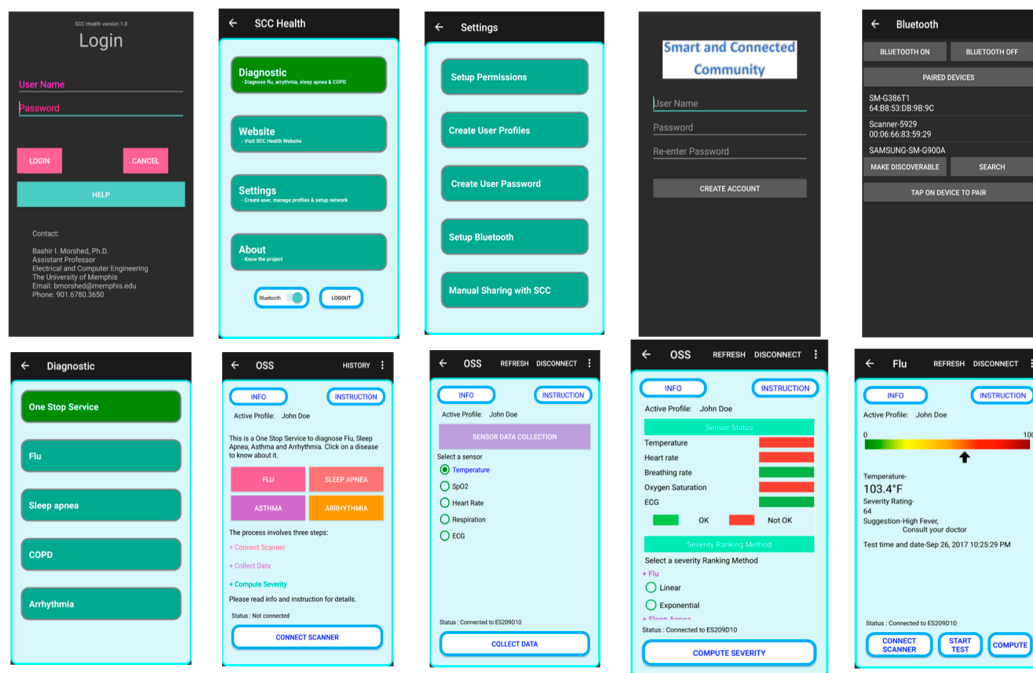 SCC Health version 1.0
Login
User Name
Password
LOGIN
CANCEL
HELP
Contact:
Bashir I. Morshed, Ph.D.
Assistant Professor
Electrical and Computer Engineering
The University of Memphis
Email: bmorshed@memphis.edu
Phone: 901.6780.3650
SCC Health
Diagnostic
- Diagnose flu, arrythmia, sleep apnea & COPD
Website
- Visit SCC Health Website
Settings
- Create user, manage profiles & setup network
About
- Know the project
Bluetooth
LOGOUT
Settings
Setup Permissions
Create User Profiles
Create User Password
Setup Bluetooth
Manual Sharing with SCC
Smart and Connected
Community
User Name
Password
Re-enter Password
CREATE ACCOUNT
Bluetooth
BLUETOOTH ON
BLUETOOTH OFF
PAIRED DEVICES
SM-G386T1
64:B8:53:DB:9B:9C
Scanner-5929
00:06:66:83:59:29
SAMSUNG-SM-G900A
MAKE DISCOVERABLE
SEARCH
TAP ON DEVICE TO PAIR
Diagnostic
One Stop Service
Flu
Sleep apnea
COPD
Arrhythmia
OSS
HISTORY
INFO
INSTRUCTION
Active Profile: John Doe
This is a One Stop Service to diagnose Flu, Sleep
Apnea, Asthma and Arrhythmia. Click on a disease
to know about it.
FLU
SLEEP APNEA
ASTHMA
ARRHYTHMIA
The process involves three steps:
+ Connect Scanner
+ Collect Data
+ Compute Severity
Please read info and instruction for details.
Status : Not connected
CONNECT SCANNER
OSS
REFRESH
DISCONNECT
INFO
INSTRUCTION
Active Profile: John Doe
SENSOR DATA COLLECTION
Select a sensor
Temperature
SpO2
Heart Rate
Respiration
ECG
Status : Connected to ES209D10
COLLECT DATA
OSS
REFRESH
DISCONNECT
INFO
INSTRUCTION
Active Profile: John Doe
Sensor Status
Temperature
Heart rate
Breathing rate
Oxygen Saturation
ECG
OK
Not OK
Severity Ranking Method
Select a severity Ranking Method
+ Flu
Linear
Exponential
+ Sleep Apnea
Status : Connected to ES209D10
COMPUTE SEVERITY
Flu
REFRESH
DISCONNECT
INFO
INSTRUCTION
Active Profile: John Doe
0
100
Temperature-
103.4°F
Severity Rating-
64
Suggestion-High Fever,
Consult your doctor
Test time and date-Sep 26, 2017 10:25:29 PM
Status : Connected to ES209D10
CONNECT
SCANNER
START
TEST
COMPUTE